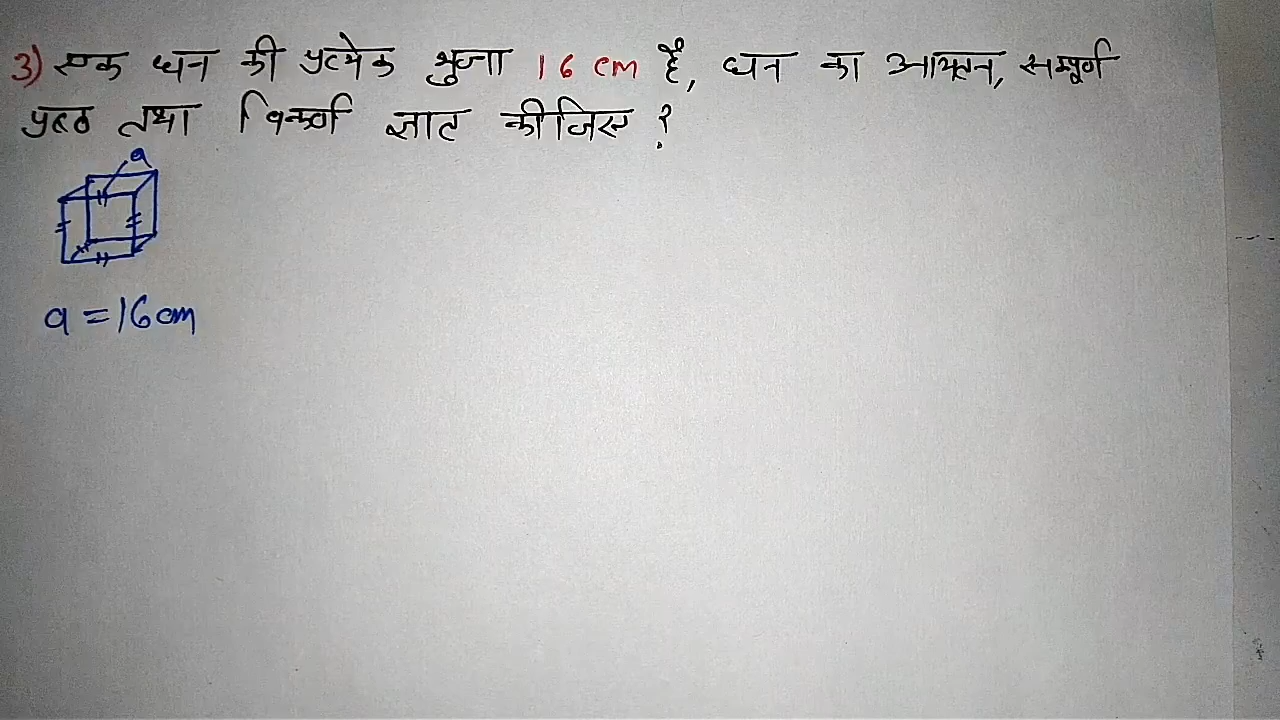 3) एक घन की प्रत्येक भुजा 16 cm है, घन का आयतन, सम्पूर्ण
पृष्ठ तथा विकर्ण ज्ञात कीजिए ?
a
a = 16 cm